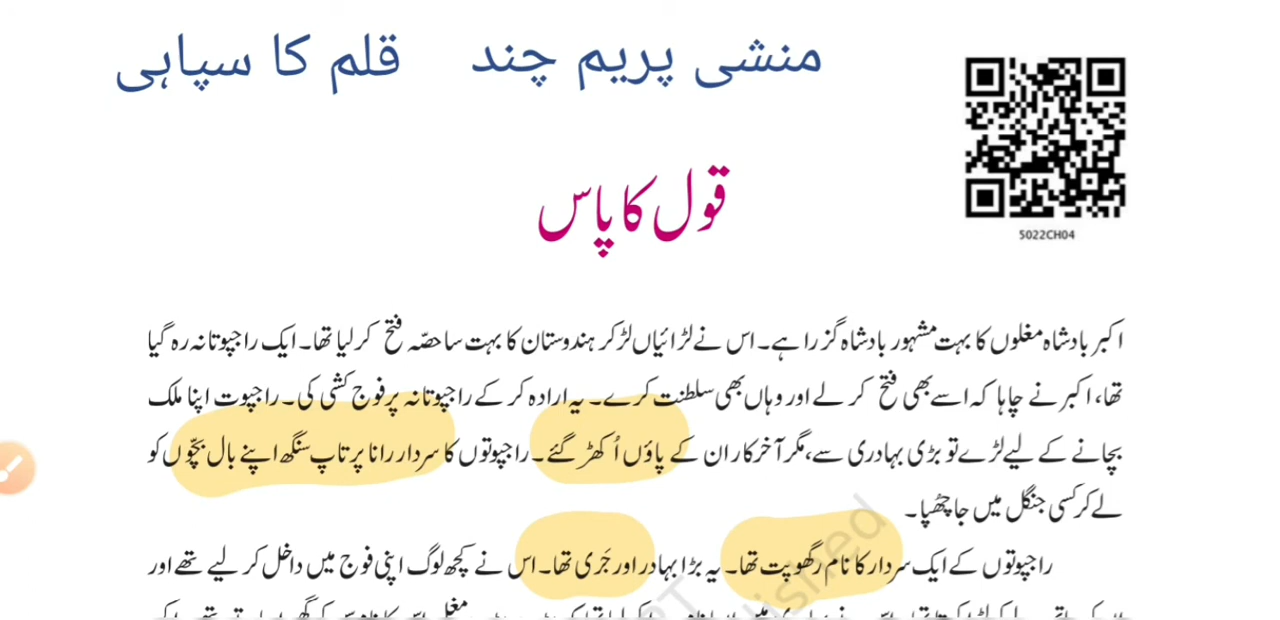 منشی پریم چند قلم کا سپاہی
قول کا پاس
5022CH04
اکبر بادشاہ مغلوں کا بہت مشہور بادشاہ گزرا ہے۔ اس نے لڑائیاں لڑ کر ہندوستان کا بہت سا حصّہ فتح کر لیا تھا۔ ایک راجپوتانہ رہ گیا
تھا، اکبر نے چاہا کہ اسے بھی فتح کر لے اور وہاں بھی سلطنت کرے۔ یہ ارادہ کر کے راجپوتانہ پر فوج کشی کی۔ راجپوت اپنا ملک
بچانے کے لیے لڑے تو بڑی بہادری سے، مگر آخر کار ان کے پاؤں اُکھڑ گئے۔ راجپوتوں کا سردار رانا پرتاپ سنگھ اپنے بال بچّوں کو
لے کر کسی جنگل میں جا چھپا۔
راجپوتوں کے ایک سردار کا نام رگھوپت تھا۔ یہ بڑا بہادر اور جَری تھا۔ اس نے کچھ لوگ اپنی فوج میں داخل کر لیے تھے اور